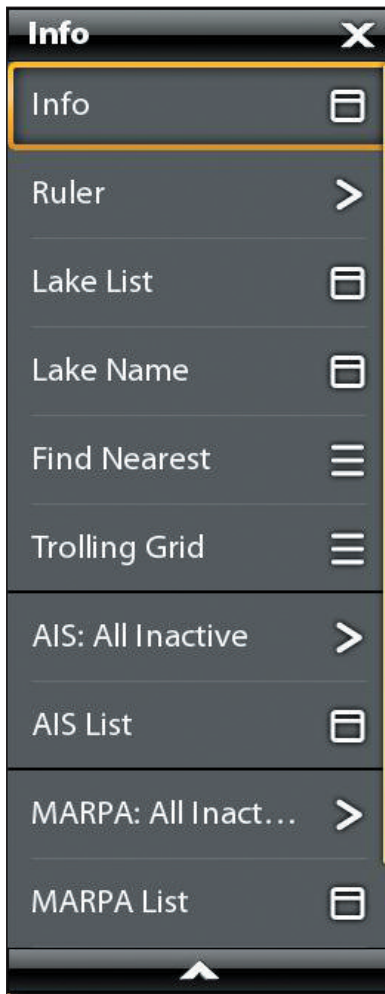 Info
Info
Ruler
Lake List
Lake Name
Find Nearest
Trolling Grid
AIS: All Inactive
AIS List
MARPA: All Inact...
MARPA List